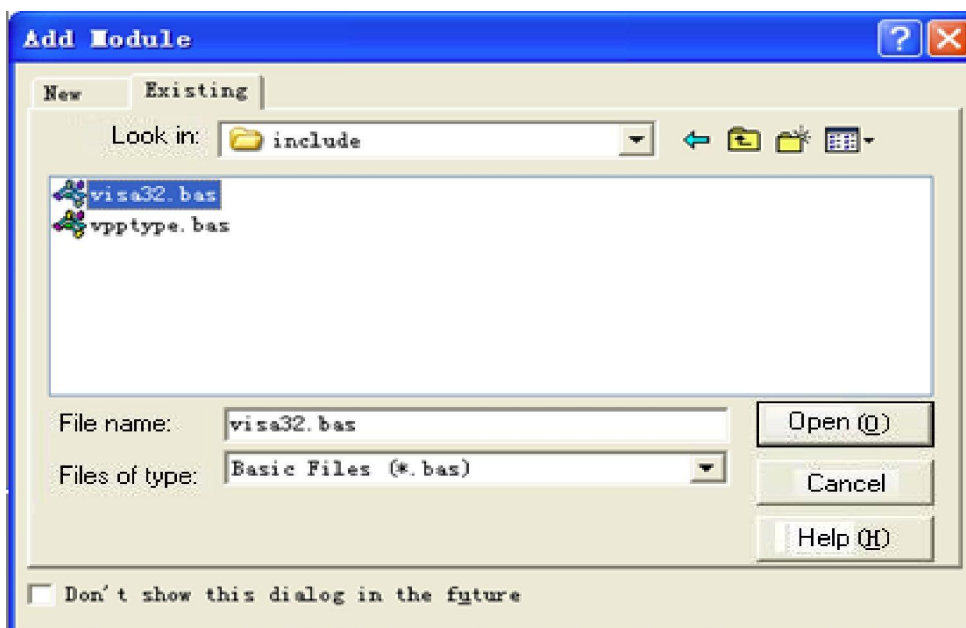 Add Module
New Existing
Look in: include
visa32.bas
vpptype.bas
File name: visa32.bas Open (O)
Files of type: Basic Files (*.bas)
Cancel
Help (H)
Don't show this dialog in the future